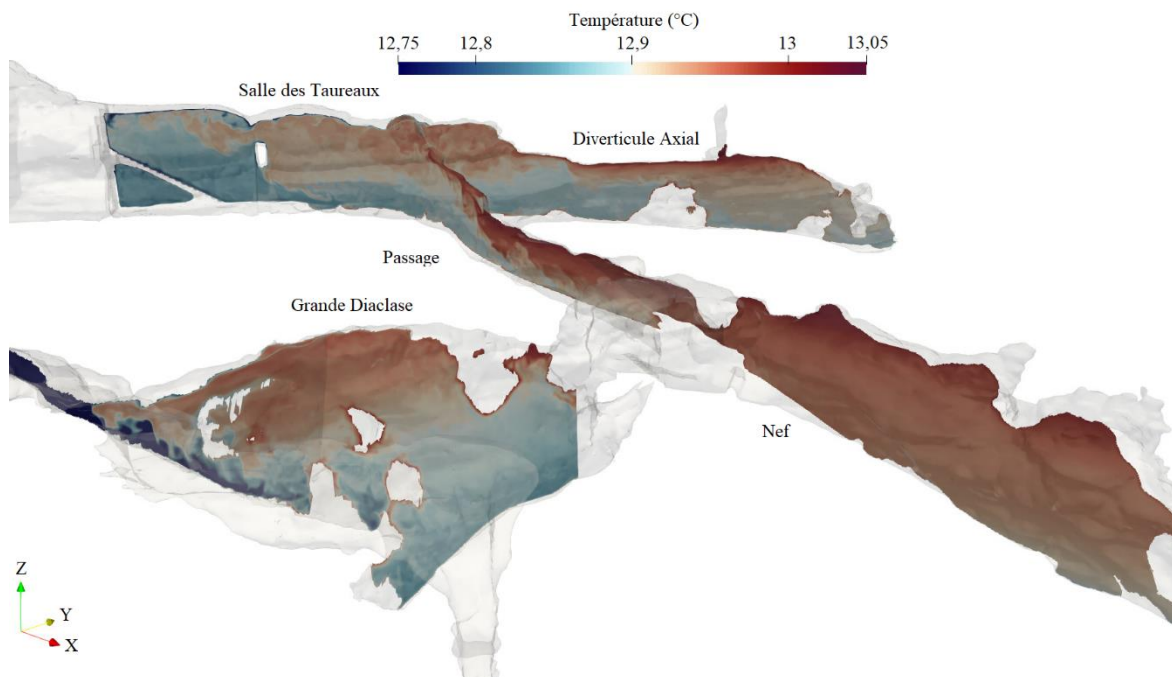 Température (°C)
12,75 12,8 12,9 13 13,05
Salle des Taureaux
Diverticule Axial
Passage
Grande Diaclase
Nef
Z
Y
X